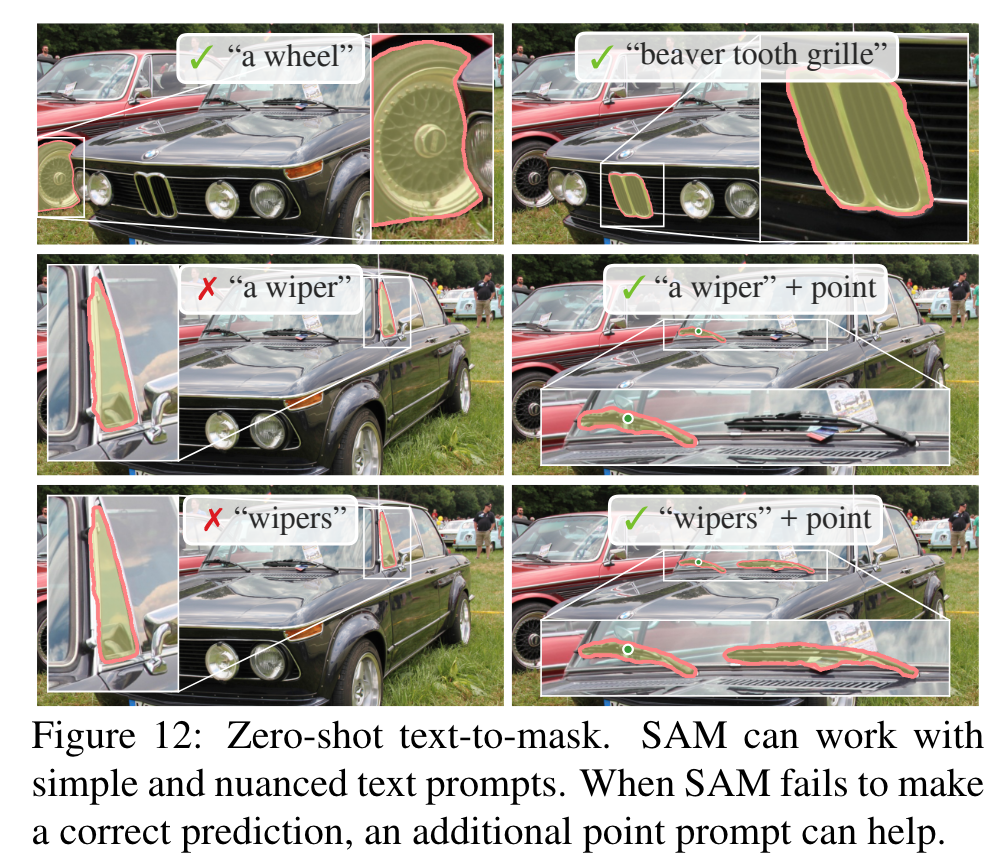 ✓ “a wheel”
✓ “beaver tooth grille”
✗ “a wiper”
✓ “a wiper” + point
✗ “wipers”
✓ “wipers” + point
Figure 12: Zero-shot text-to-mask. SAM can work with
simple and nuanced text prompts. When SAM fails to make
a correct prediction, an additional point prompt can help.